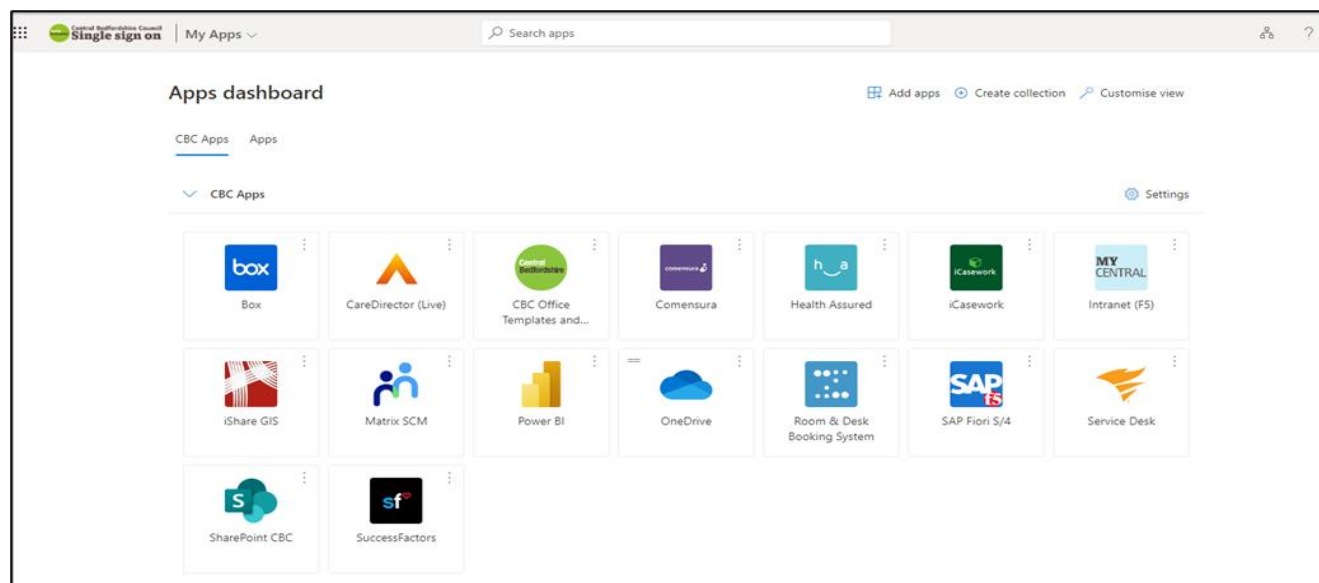 Central Bedfordshire Council
Single sign on
My Apps
Search apps
?
Apps dashboard
Add apps
Create collection
Customise view
CBC Apps
Apps
CBC Apps
Settings
box
Box
CareDirector (Live)
Central
Bedfordshire
CBC Office
Templates and...
comensura
Comensura
h a
Health Assured
iCasework
iCasework
MY
CENTRAL
Intranet (F5)
iShare GIS
Matrix SCM
Power BI
OneDrive
Room & Desk
Booking System
SAP
f5
SAP Fiori S/4
Service Desk
S
SharePoint CBC
sf
SuccessFactors